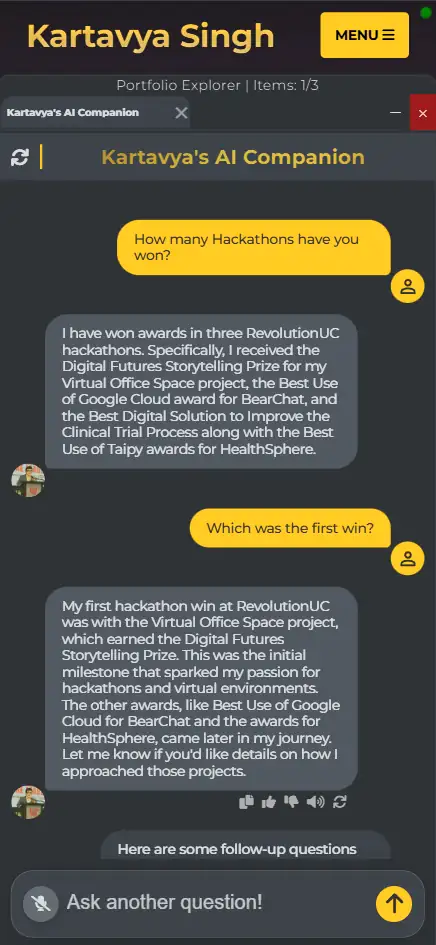 Kartavya Singh
MENU
Portfolio Explorer | Items: 1/3
Kartavya's AI Companion
Kartavya's AI Companion
How many Hackathons have you
won?
I have won awards in three RevolutionUC
hackathons. Specifically, I received the
Digital Futures Storytelling Prize for my
Virtual Office Space project, the Best Use
of Google Cloud award for BearChat, and
the Best Digital Solution to Improve the
Clinical Trial Process along with the Best
Use of Taipy awards for HealthSphere.
Which was the first win?
My first hackathon win at RevolutionUC
was with the Virtual Office Space project,
which earned the Digital Futures
Storytelling Prize. This was the initial
milestone that sparked my passion for
hackathons and virtual environments.
The other awards, like Best Use of Google
Cloud for BearChat and the awards for
HealthSphere, came later in my journey.
Let me know if you'd like details on how I
approached those projects.
Here are some follow-up questions
Ask another question!